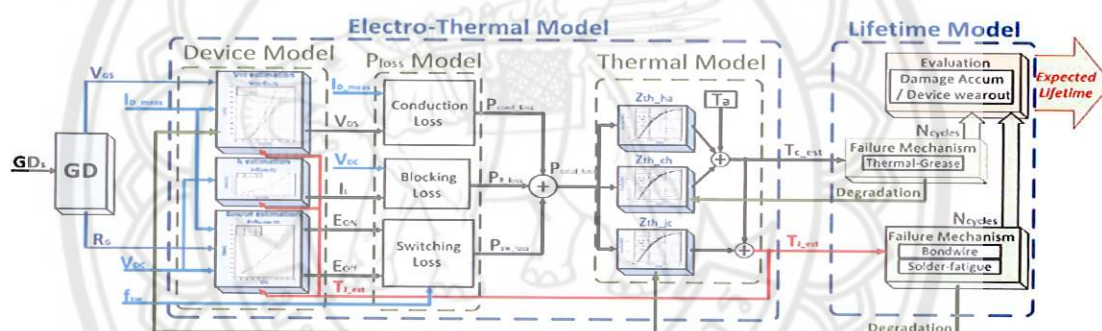 Electro-Thermal Model
Lifetime Model
Device Model
Ploss Model
Thermal Model
Evaluation
Damage Accum
/ Device wearout
Expected
Lifetime
VGS
ID_meas
ID_meas
Conduction
Loss
Pcond_loss
Zth_ha
Ta
VDS
GDs
GD
VDC
Blocking
Loss
Zth_ch
Ptotal_loss
TC_est
Ncycles
Failure Mechanism
Thermal-Grease
Degradation
EON
Switching
Loss
Zth_jc
TJ_est
Ncycles
Failure Mechanism
Bondwire
Solder-fatigue
RG
VDC
EOff
TJ_est
fsw
Degradation